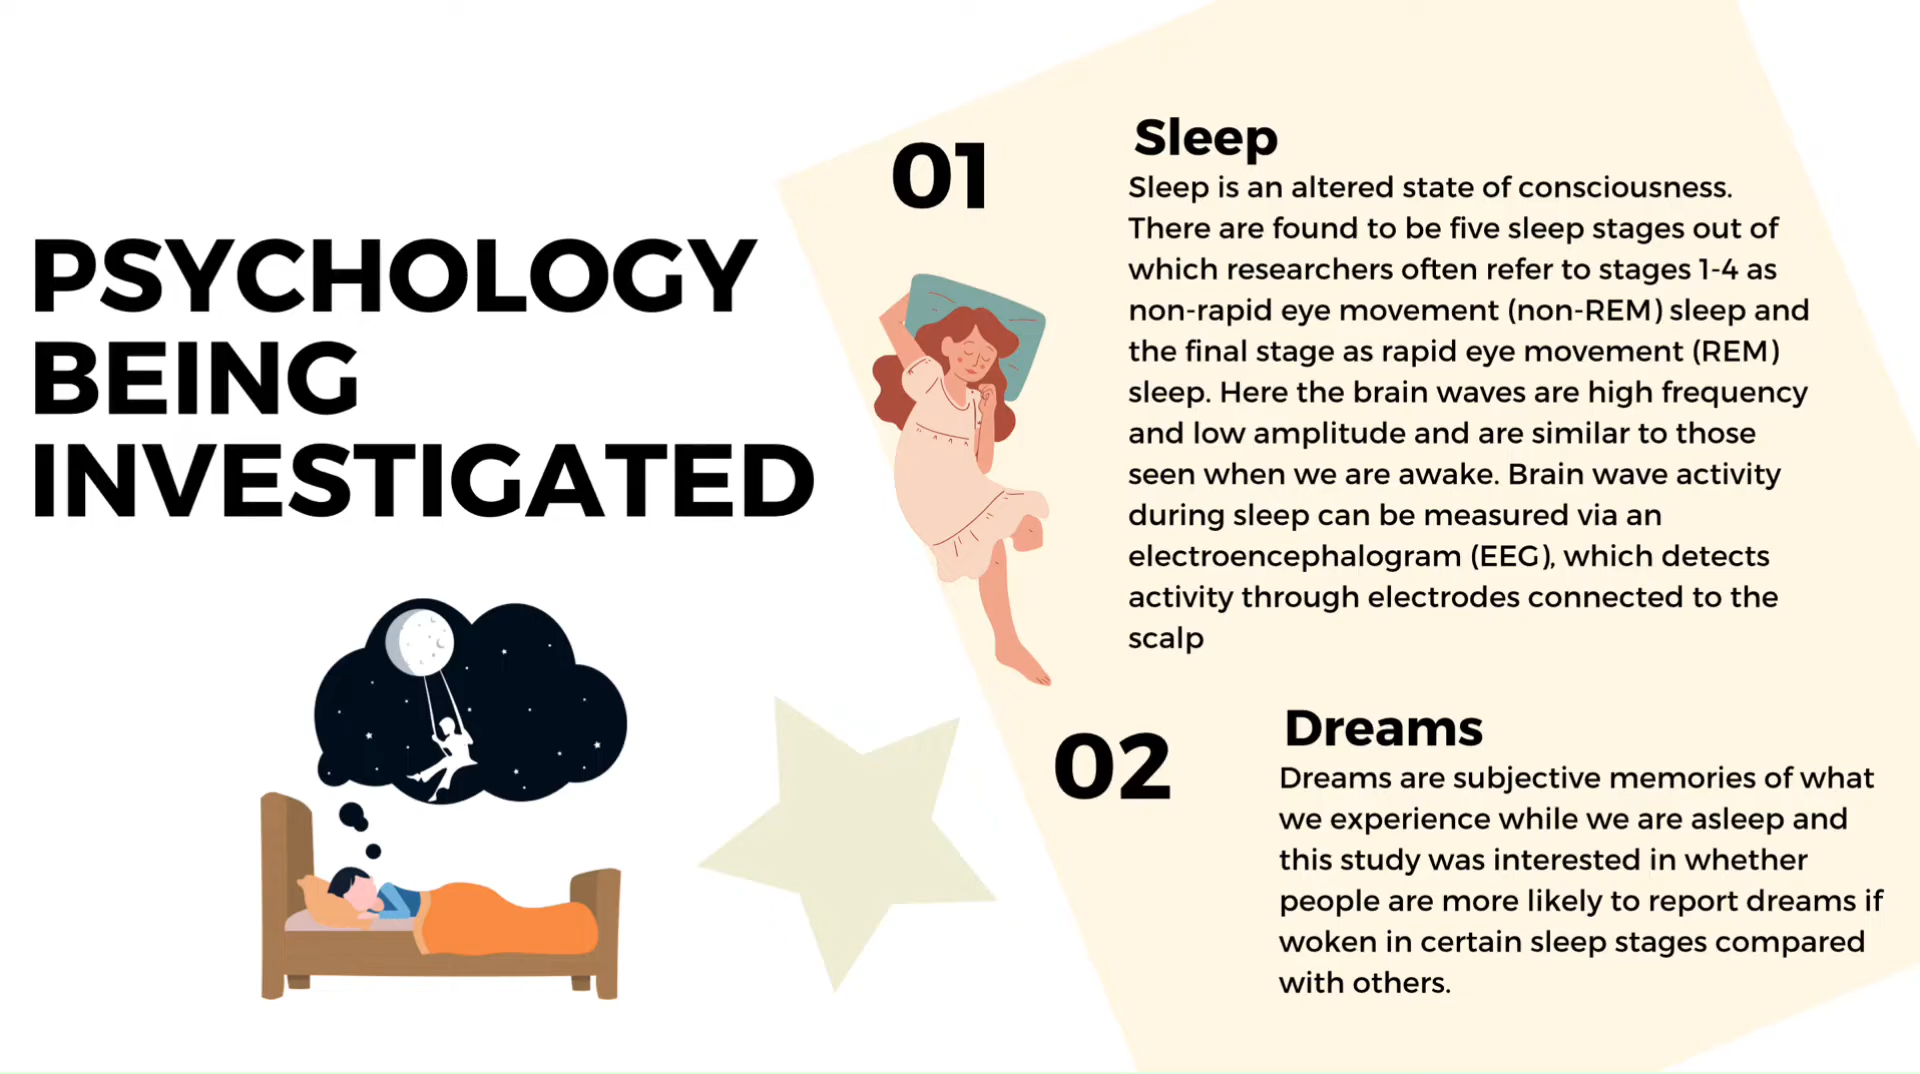 PSYCHOLOGY
BEING
INVESTIGATED
01
Sleep
Sleep is an altered state of consciousness.
There are found to be five sleep stages out of
which researchers often refer to stages 1-4 as
non-rapid eye movement (non-REM) sleep and
the final stage as rapid eye movement (REM)
sleep. Here the brain waves are high frequency
and low amplitude and are similar to those
seen when we are awake. Brain wave activity
during sleep can be measured via an
electroencephalogram (EEG), which detects
activity through electrodes connected to the
scalp
02
Dreams
Dreams are subjective memories of what
we experience while we are asleep and
this study was interested in whether
people are more likely to report dreams if
woken in certain sleep stages compared
with others.